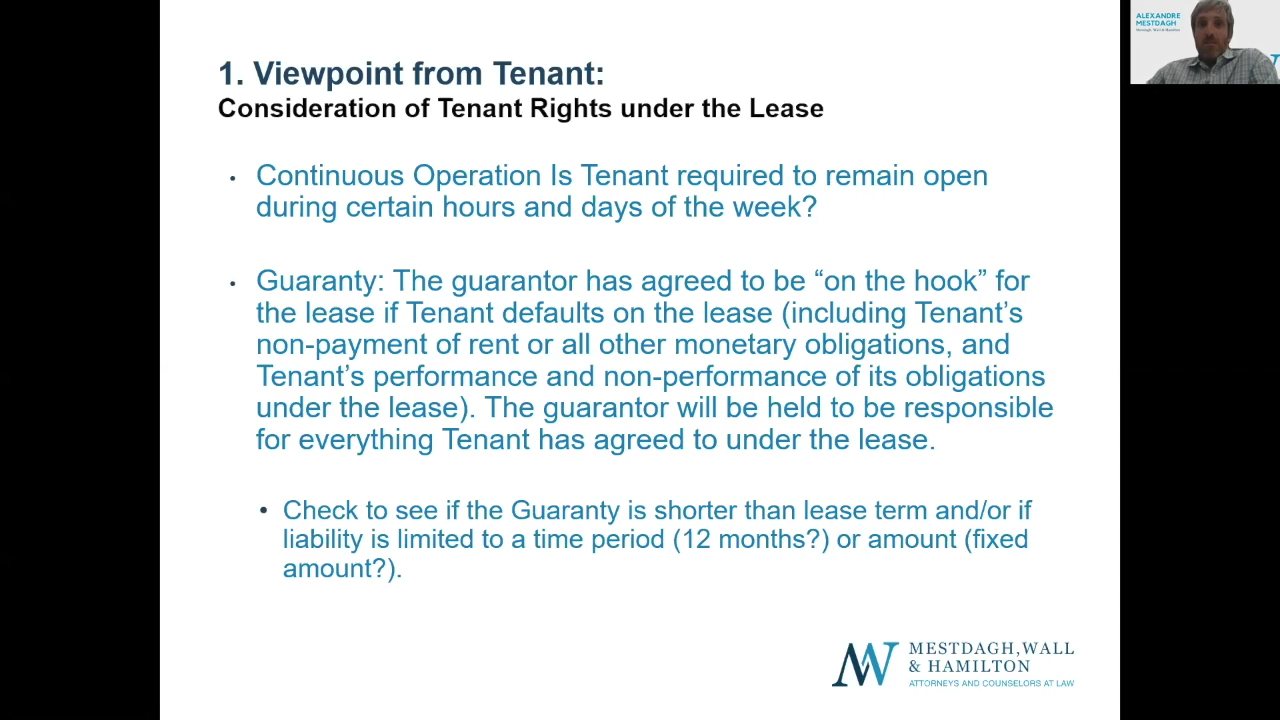 1. Viewpoint from Tenant:
Consideration of Tenant Rights under the Lease
• Continuous Operation Is Tenant required to remain open
during certain hours and days of the week?
• Guaranty: The guarantor has agreed to be “on the hook” for
the lease if Tenant defaults on the lease (including Tenant’s
non-payment of rent or all other monetary obligations, and
Tenant’s performance and non-performance of its obligations
under the lease). The guarantor will be held to be responsible
for everything Tenant has agreed to under the lease.
• Check to see if the Guaranty is shorter than lease term and/or if
liability is limited to a time period (12 months?) or amount (fixed
amount?).
MESTDAGH, WALL
& HAMILTON
ATTORNEYS AND COUNSELORS AT LAW
ALEXANDRE
MESTDAGH
Mestdagh, Wall & Hamilton